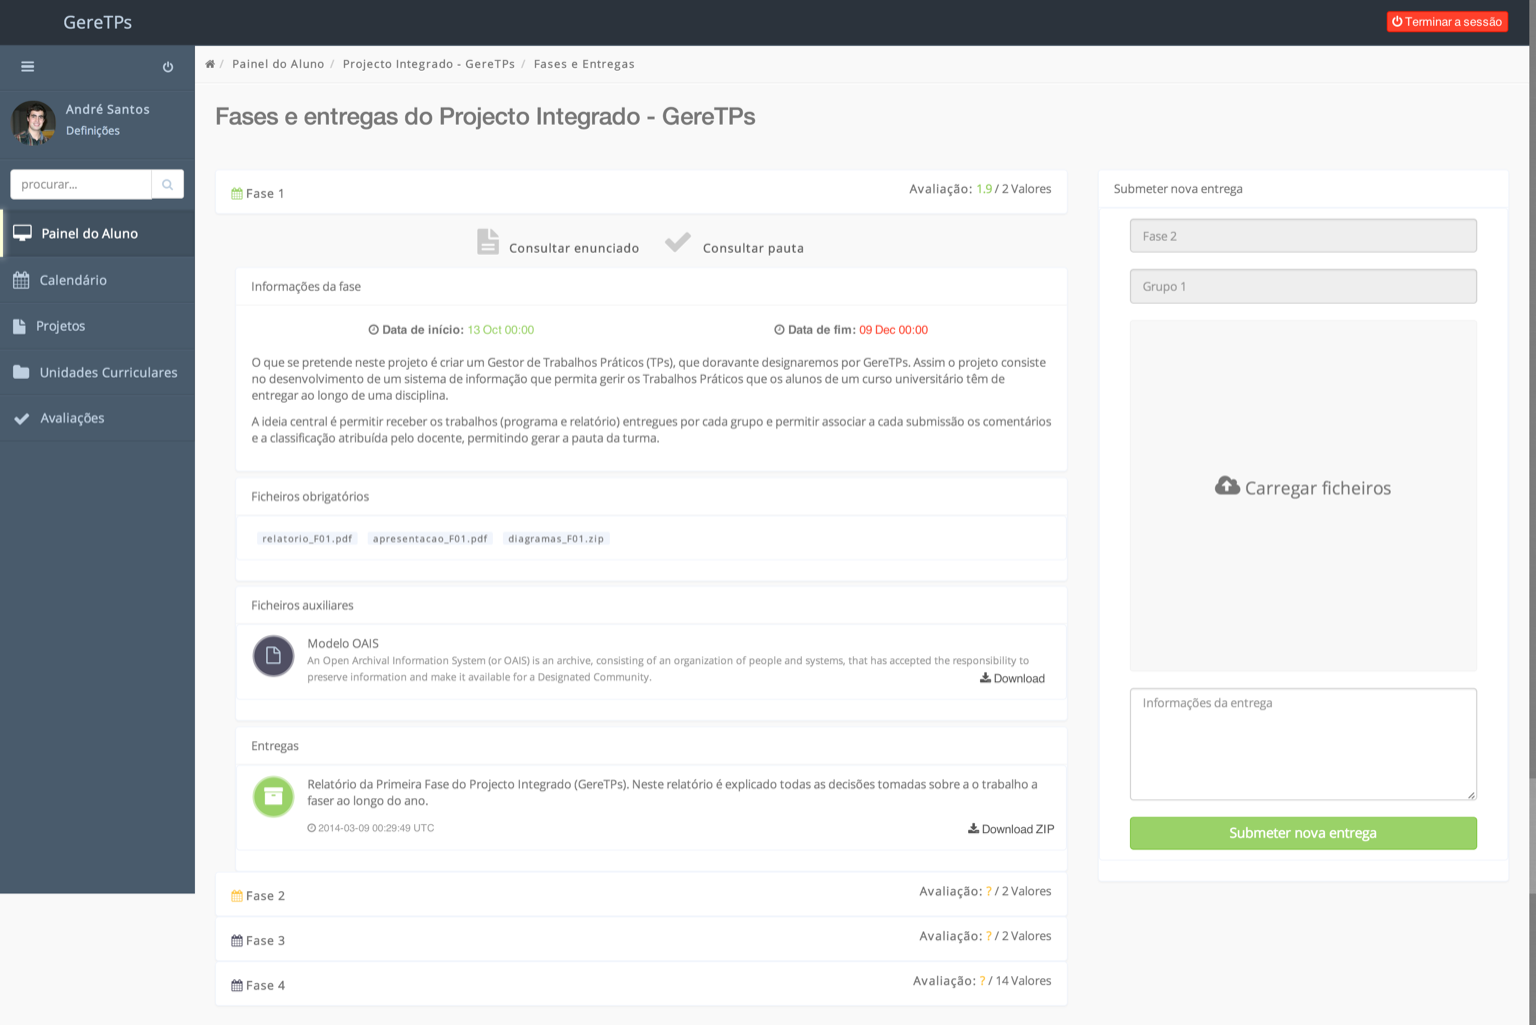 GereTPs
Terminar a sessão
André Santos
Definições
procurar...
Painel do Aluno
Calendário
Projetos
Unidades Curriculares
Avaliações
/ Painel do Aluno / Projecto Integrado - GereTPs / Fases e Entregas
Fases e entregas do Projecto Integrado - GereTPs
Fase 1
Avaliação: 1.9 / 2 Valores
Consultar enunciado
Consultar pauta
Informações da fase
Data de início: 13 Oct 00:00
Data de fim: 09 Dec 00:00
O que se pretende neste projeto é criar um Gestor de Trabalhos Práticos (TPs), que doravante designaremos por GereTPs. Assim o projeto consiste
no desenvolvimento de um sistema de informação que permita gerir os Trabalhos Práticos que os alunos de um curso universitário têm de
entregar ao longo de uma disciplina.
A ideia central é permitir receber os trabalhos (programa e relatório) entregues por cada grupo e permitir associar a cada submissão os comentários
e a classificação atribuída pelo docente, permitindo gerar a pauta da turma.
Ficheiros obrigatórios
relatorio_F01.pdf apresentacao_F01.pdf diagramas_F01.zip
Ficheiros auxiliares
Modelo OAIS
An Open Archival Information System (or OAIS) is an archive, consisting of an organization of people and systems, that has accepted the responsibility to
preserve information and make it available for a Designated Community.
Download
Entregas
Relatório da Primeira Fase do Projecto Integrado (GereTPs). Neste relatório é explicado todas as decisões tomadas sobre a o trabalho a
faser ao longo do ano.
2014-03-09 00:29:49 UTC
Download ZIP
Fase 2
Avaliação: ? / 2 Valores
Fase 3
Avaliação: ? / 2 Valores
Fase 4
Avaliação: ? / 14 Valores
Submeter nova entrega
Fase 2
Grupo 1
Carregar ficheiros
Informações da entrega
Submeter nova entrega